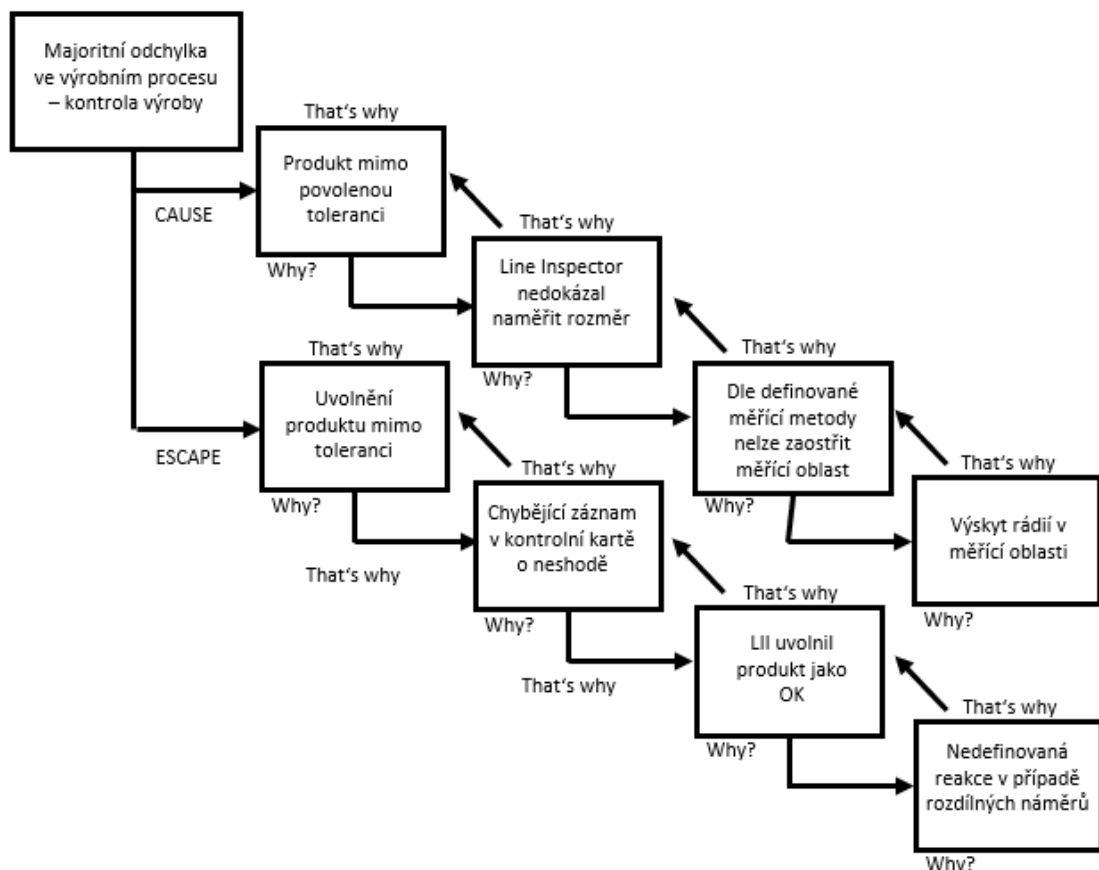 Majoritní odchylka
ve výrobním procesu
– kontrola výroby
CAUSE
ESCAPE
That‘s why
Produkt mimo
povolenou
toleranci
Why?
That‘s why
Line Inspector
nedokázal
naměřit rozměr
Why?
That‘s why
Dle definované
měřící metody
nelze zaostřit
měřící oblast
Why?
That‘s why
Výskyt rádií v
měřící oblasti
Why?
That‘s why
Uvolnění
produktu mimo
toleranci
Why?
That‘s why
That‘s why
Chybějící záznam
v kontrolní kartě
o neshodě
Why?
That‘s why
That‘s why
LII uvolnil
produkt jako
OK
Why?
That‘s why
Nedefinovaná
reakce v případě
rozdílných náměrů
Why?